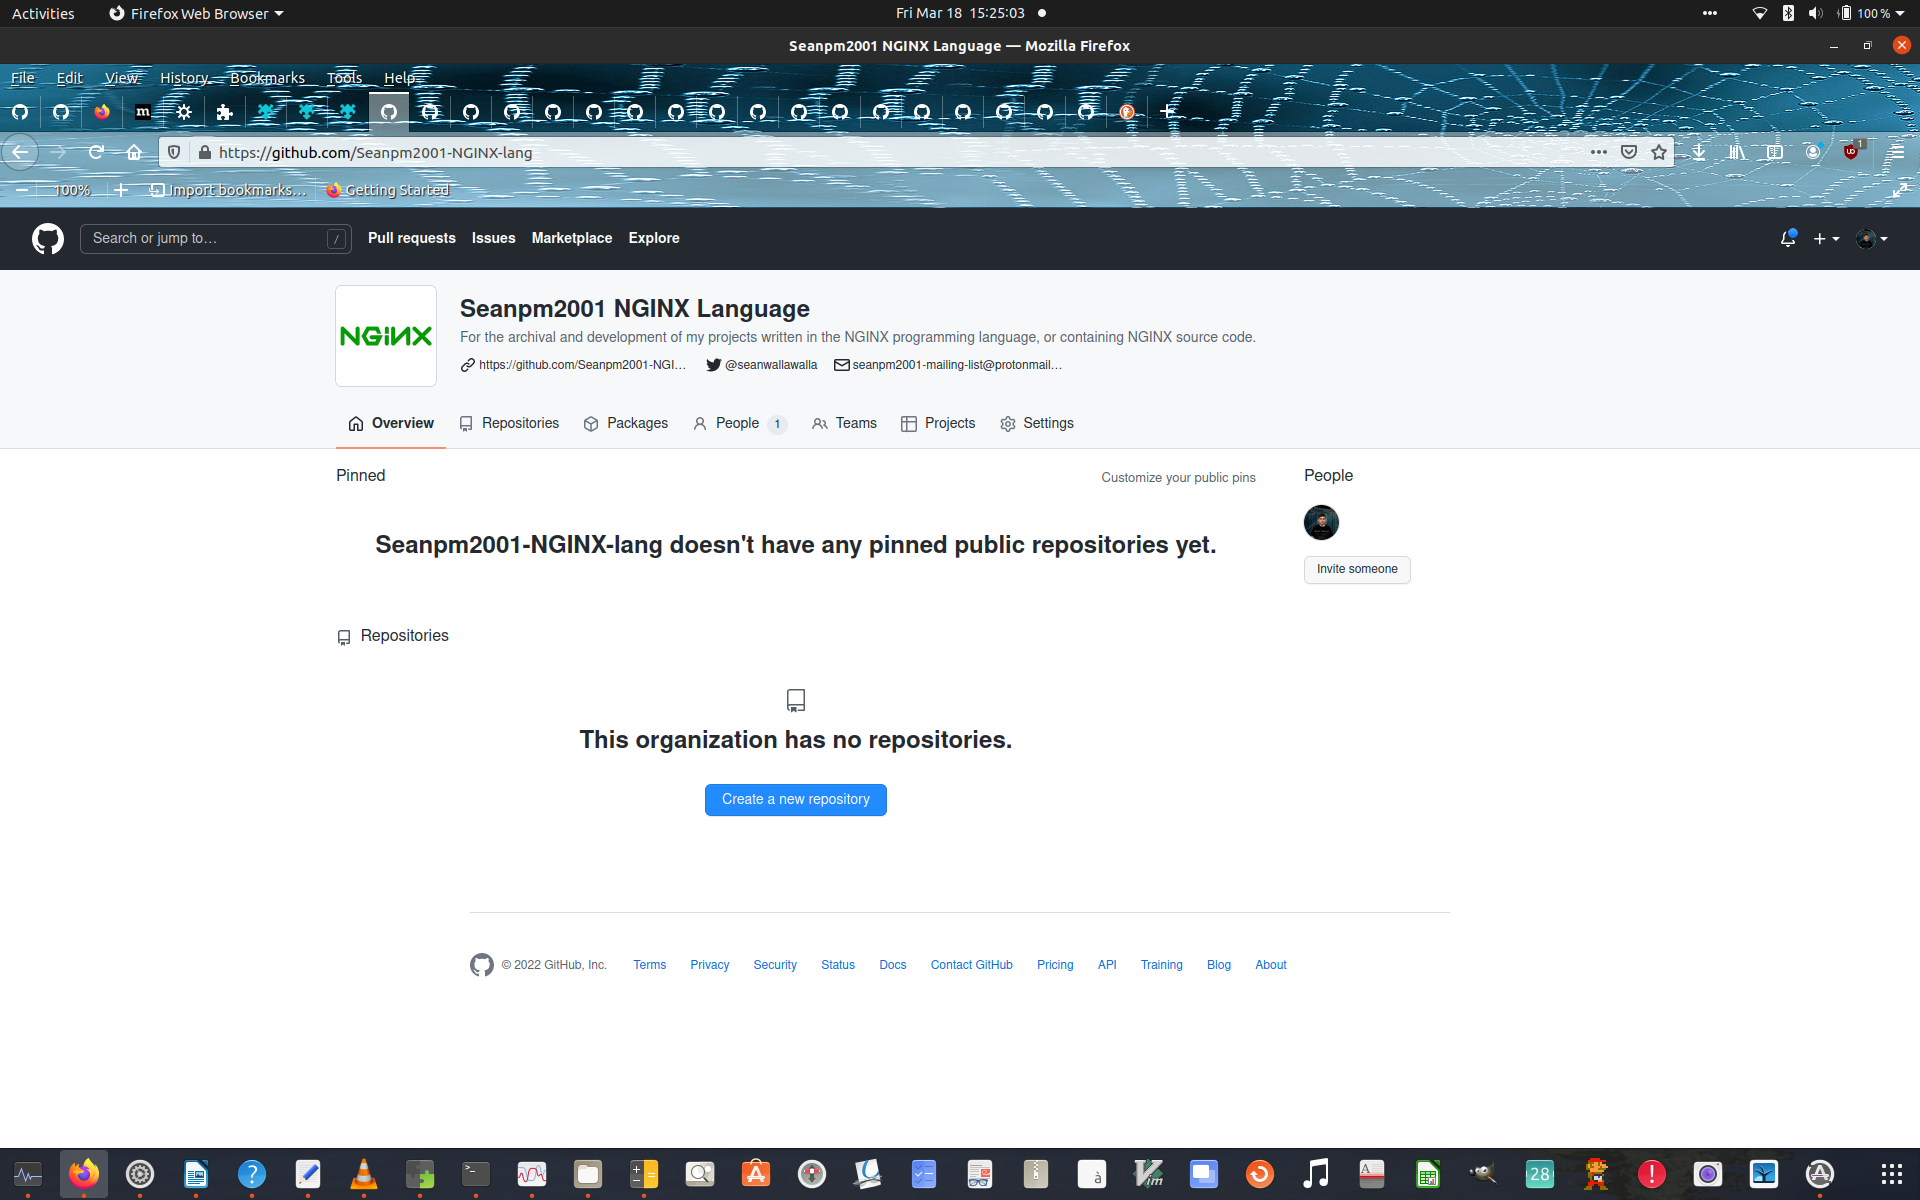 Activities Firefox Web Browser Fri Mar 18 15:25:03 100 %
Seanpm2001 NGINX Language — Mozilla Firefox
File Edit View History Bookmarks Tools Help
m
https://github.com/Seanpm2001-NGINX-lang 1
100% Import bookmarks... Getting Started
Search or jump to... / Pull requests Issues Marketplace Explore
NGINX
Seanpm2001 NGINX Language
For the archival and development of my projects written in the NGINX programming language, or containing NGINX source code.
https://github.com/Seanpm2001-NGI... @seanwallawalla seanpm2001-mailing-list@protonmail...
Overview Repositories Packages People 1 Teams Projects Settings
Pinned Customize your public pins People
Seanpm2001-NGINX-lang doesn't have any pinned public repositories yet.
Invite someone
Repositories
This organization has no repositories.
Create a new repository
© 2022 GitHub, Inc. Terms Privacy Security Status Docs Contact GitHub Pricing API Training Blog About
28